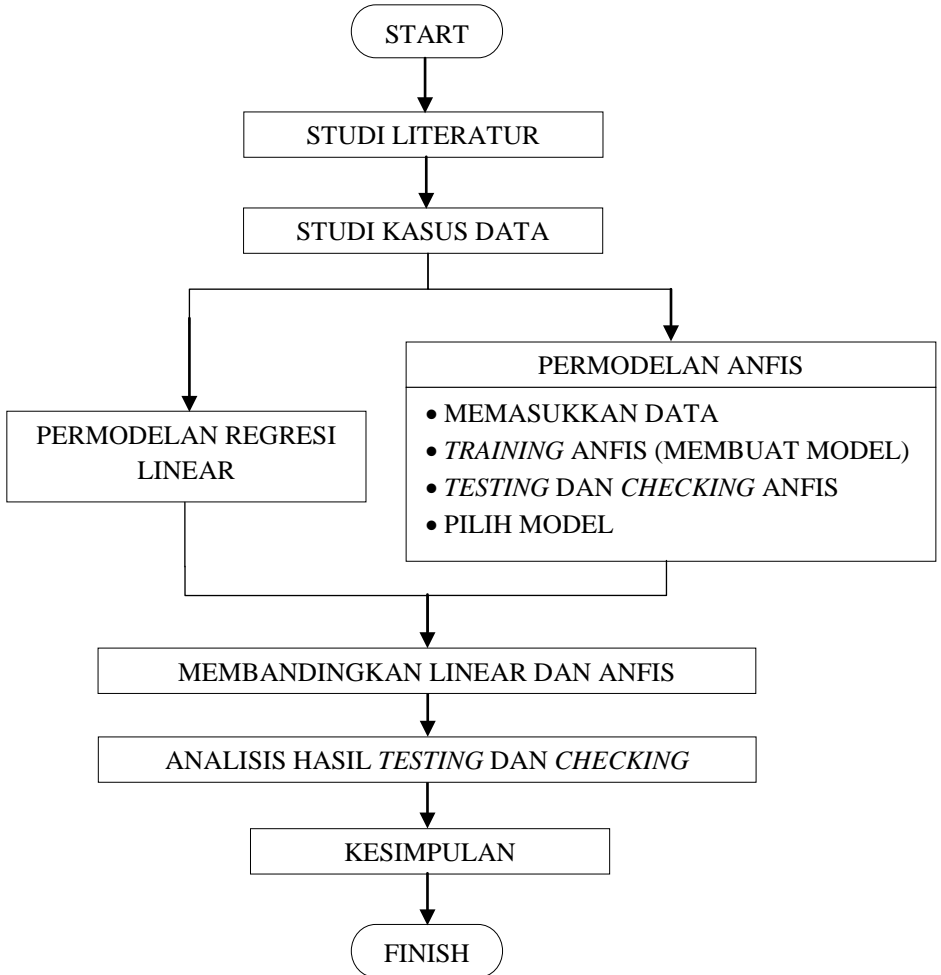 START
STUDI LITERATUR
STUDI KASUS DATA
PERMODELAN REGRESI
LINEAR
PERMODELAN ANFIS
• MEMASUKKAN DATA
• TRAINING ANFIS (MEMBUAT MODEL)
• TESTING DAN CHECKING ANFIS
• PILIH MODEL
MEMBANDINGKAN LINEAR DAN ANFIS
ANALISIS HASIL TESTING DAN CHECKING
KESIMPULAN
FINISH